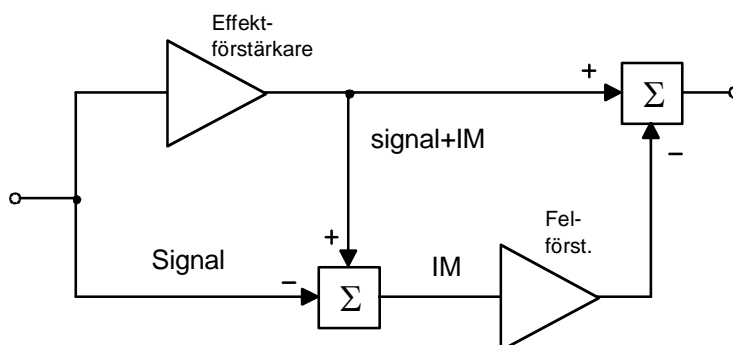 Effekt-
förstärkare
+
Σ
signal+IM
−
Fel-
först.
+
Signal
−
Σ
IM